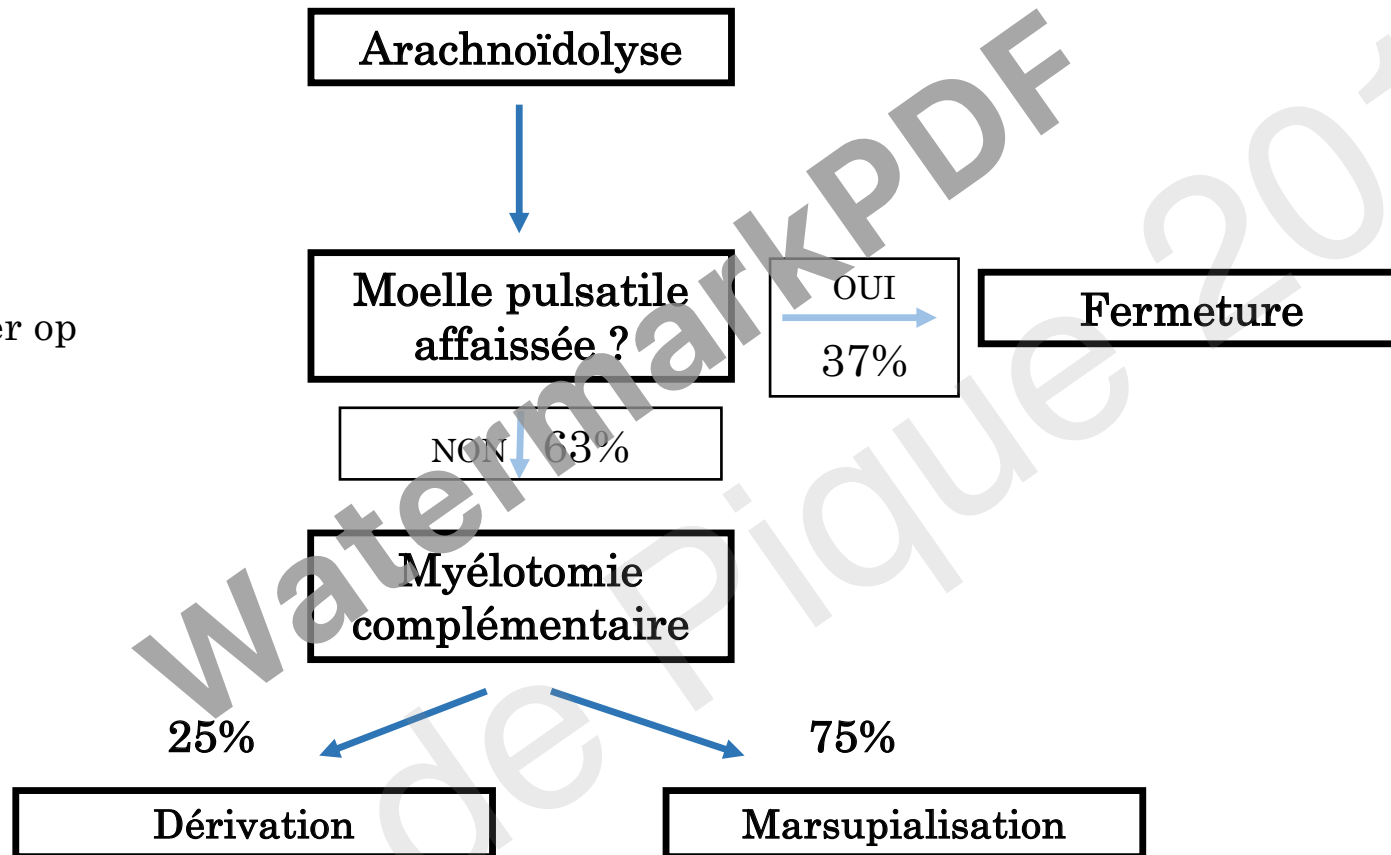 Arachnoïdolyse
Moelle pulsatile
affaissée ?
er op
OUI
37%
Fermeture
NON 63%
Myélotomie
complémentaire
25%
75%
Dérivation
Marsupialisation
WatermarkPDF
de Pique 201